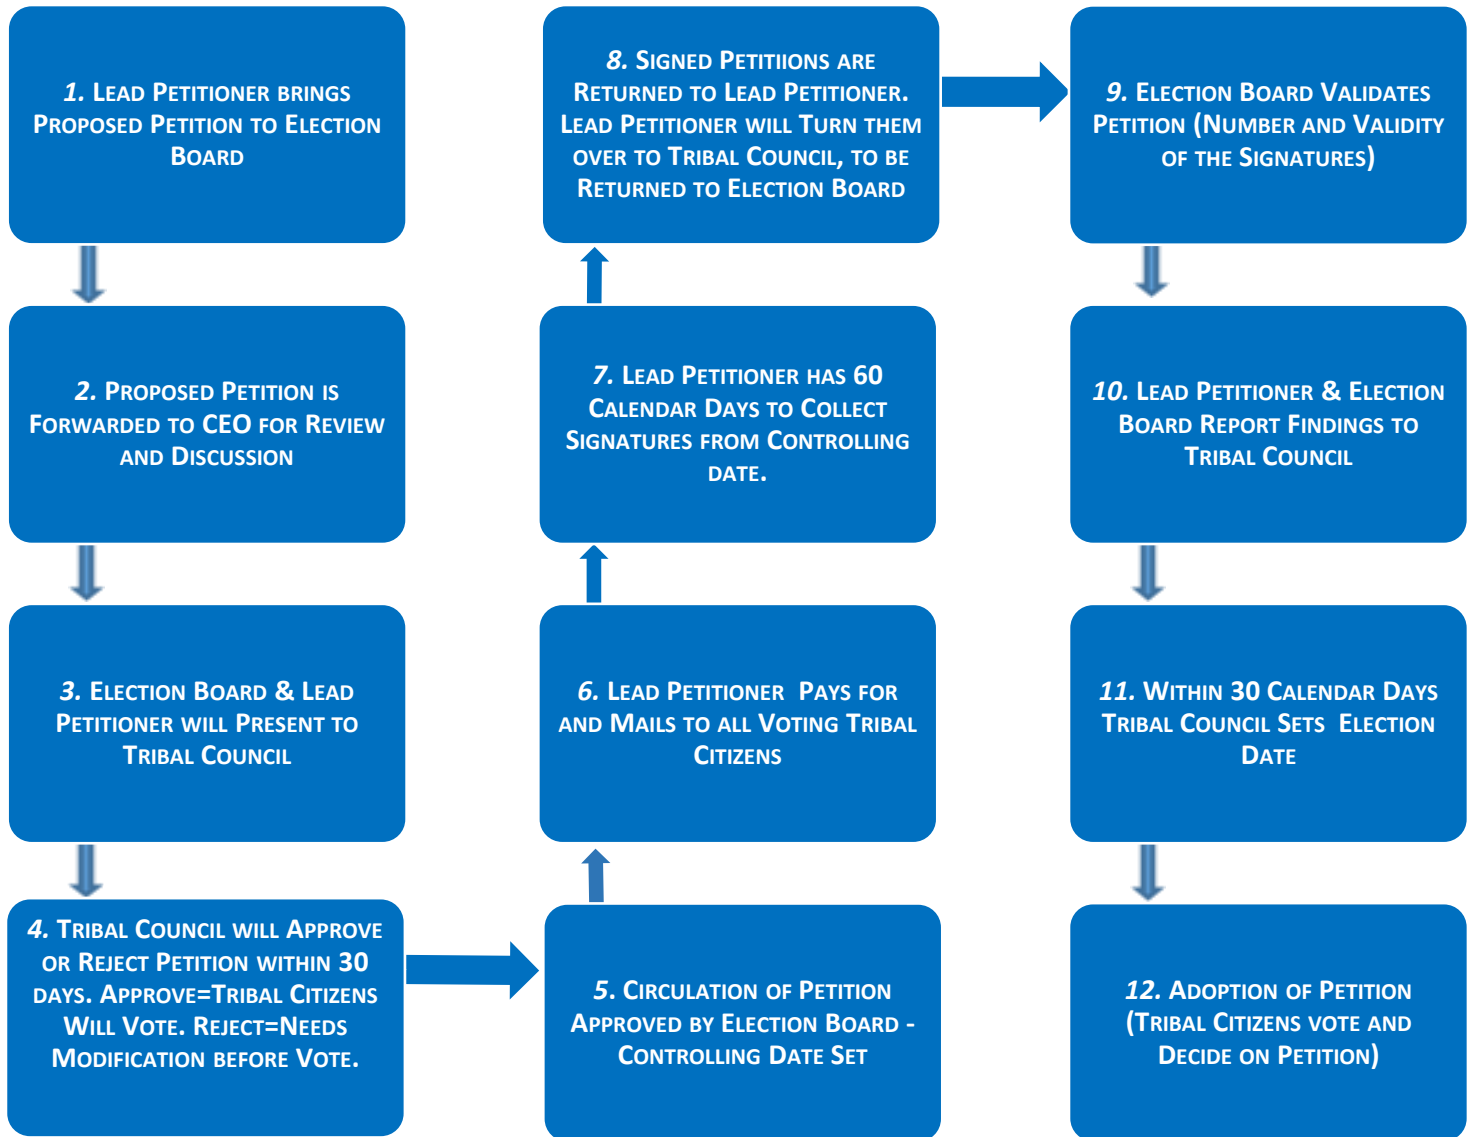 1. Lead Petitioner brings
Proposed Petition to Election
Board
2. Proposed Petition is
Forwarded to CEO for Review
and Discussion
3. Election Board & Lead
Petitioner will Present to
Tribal Council
4. Tribal Council will Approve
or Reject Petition within 30
days. Approve=Tribal Citizens
Will Vote. Reject=Needs
Modification before Vote.
5. Circulation of Petition
Approved by Election Board -
Controlling Date Set
6. Lead Petitioner Pays for
and Mails to all Voting Tribal
Citizens
7. Lead Petitioner has 60
Calendar Days to Collect
Signatures from Controlling
date.
8. Signed Petitiions are
Returned to Lead Petitioner.
Lead Petitioner will Turn them
over to Tribal Council, to be
Returned to Election Board
9. Election Board Validates
Petition (Number and Validity
of the Signatures)
10. Lead Petitioner & Election
Board Report Findings to
Tribal Council
11. Within 30 Calendar Days
Tribal Council Sets Election
Date
12. Adoption of Petition
(Tribal Citizens vote and
Decide on Petition)